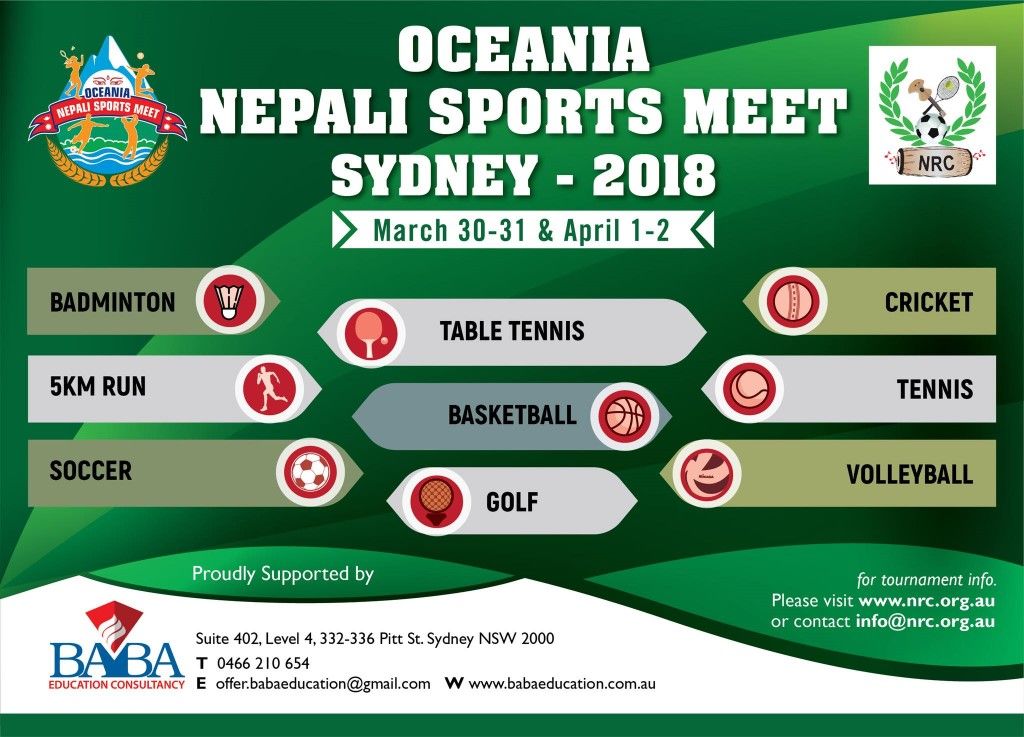 OCEANIA
NEPALI SPORTS MEET
OCEANIA
NEPALI SPORTS MEET
SYDNEY - 2018
March 30-31 & April 1-2
NRC
BADMINTON
TABLE TENNIS
CRICKET
5KM RUN
BASKETBALL
TENNIS
SOCCER
GOLF
VOLLEYBALL
Proudly Supported by
for tournament info.
Please visit www.nrc.org.au
or contact info@nrc.org.au
BABA
EDUCATION CONSULTANCY
Suite 402, Level 4, 332-336 Pitt St. Sydney NSW 2000
T 0466 210 654
E offer.babaeducation@gmail.com W www.babaeducation.com.au